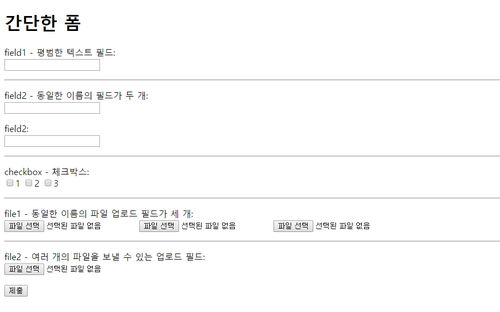 간단한 폼
field1 - 평범한 텍스트 필드:
field2 - 동일한 이름의 필드가 두 개:
field2:
checkbox - 체크박스:
1 2 3
file1 - 동일한 이름의 파일 업로드 필드가 세 개:
파일 선택 선택된 파일 없음 파일 선택 선택된 파일 없음 파일 선택 선택된 파일 없음
file2 - 여러 개의 파일을 보낼 수 있는 업로드 필드:
파일 선택 선택된 파일 없음
제출